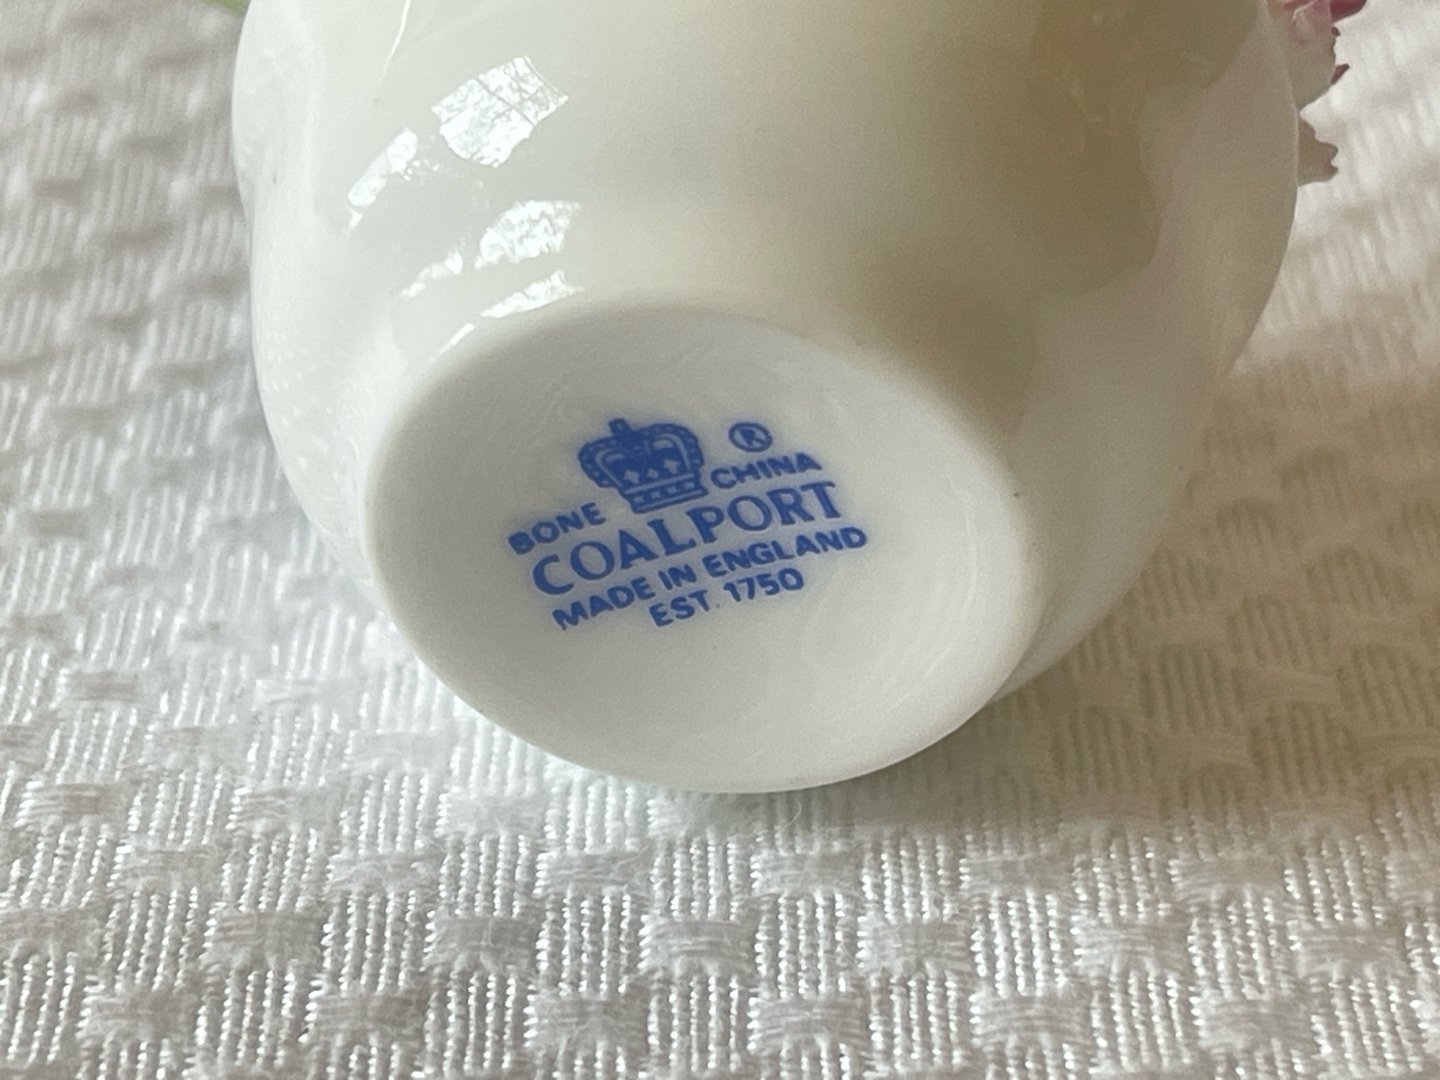 ®
BONE CHINA
COALPORT
MADE IN ENGLAND
EST. 1750